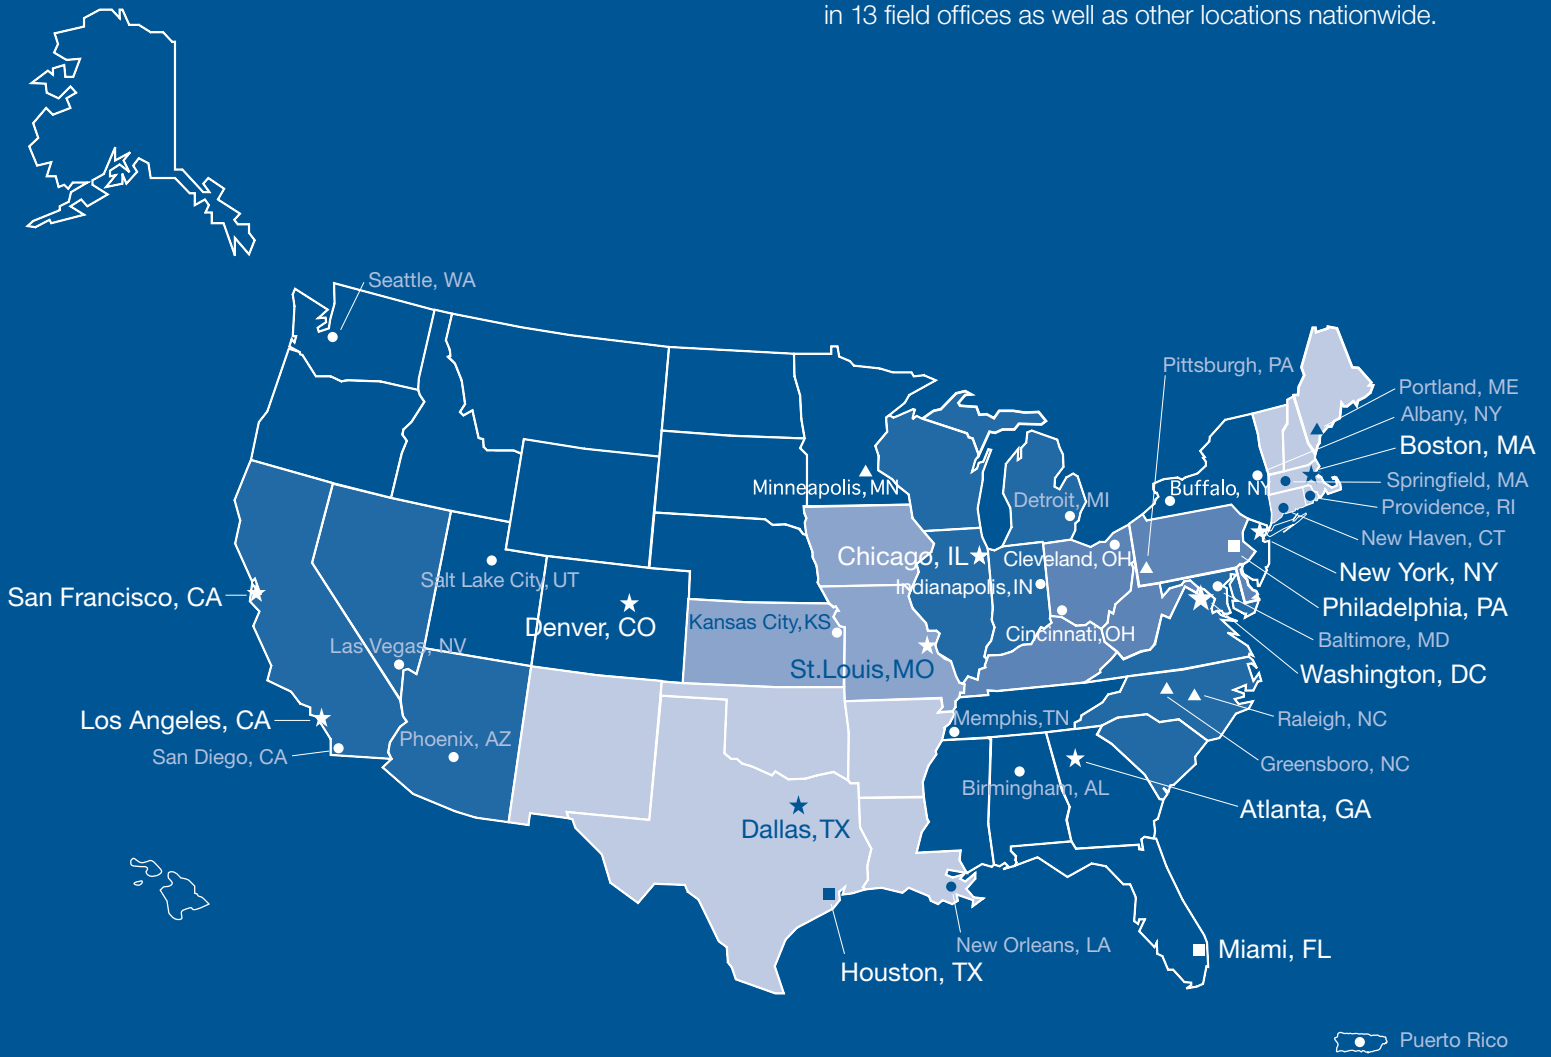 in 13 field offices as well as other locations nationwide.
Seattle, WA
Pittsburgh, PA
Portland, ME
Albany, NY
Boston, MA
Minneapolis, MN
Detroit, MI
Buffalo, NY
Springfield, MA
Providence, RI
New Haven, CT
Chicago, IL
Cleveland, OH
New York, NY
Salt Lake City, UT
Indianapolis, IN
San Francisco, CA
Philadelphia, PA
Denver, CO
Kansas City, KS
Cincinnati, OH
Baltimore, MD
Las Vegas, NV
St. Louis, MO
Washington, DC
Los Angeles, CA
Memphis, TN
Raleigh, NC
Phoenix, AZ
San Diego, CA
Greensboro, NC
Birmingham, AL
Atlanta, GA
Dallas, TX
New Orleans, LA
Miami, FL
Houston, TX
Puerto Rico